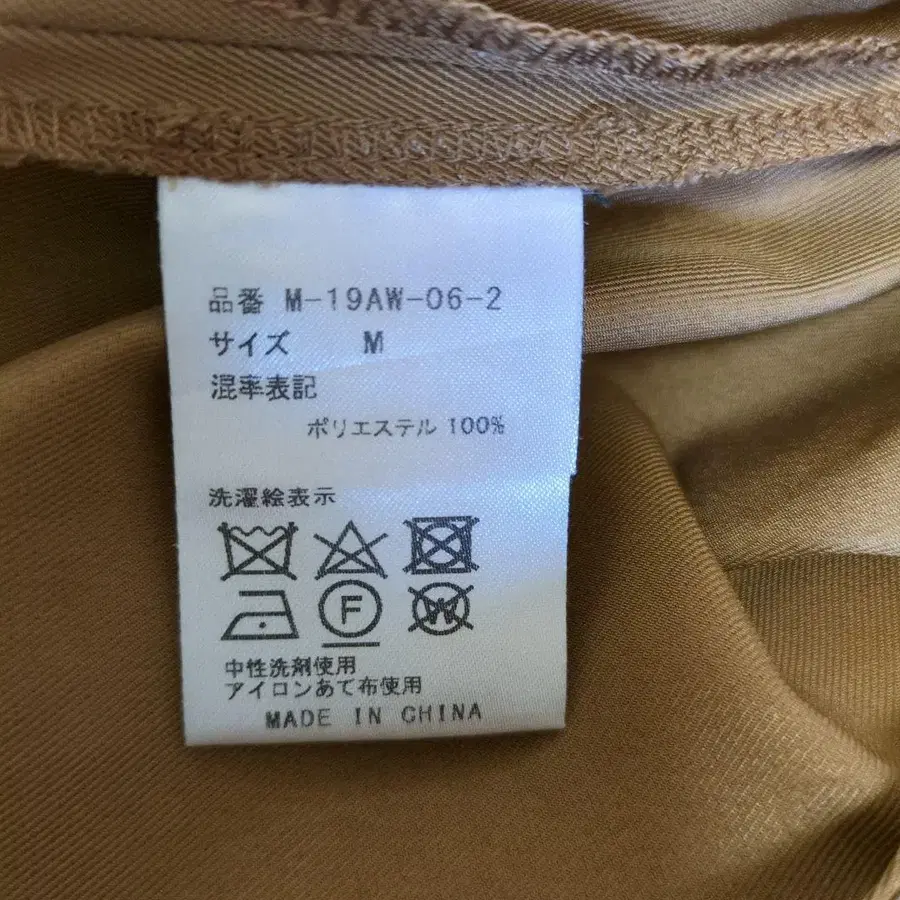 品番 M-19AW-06-2
サイズ M
混率表記
ポリエステル 100%
洗濯絵表示
F W
中性洗剤使用
アイロンあて布使用
MADE IN CHINA